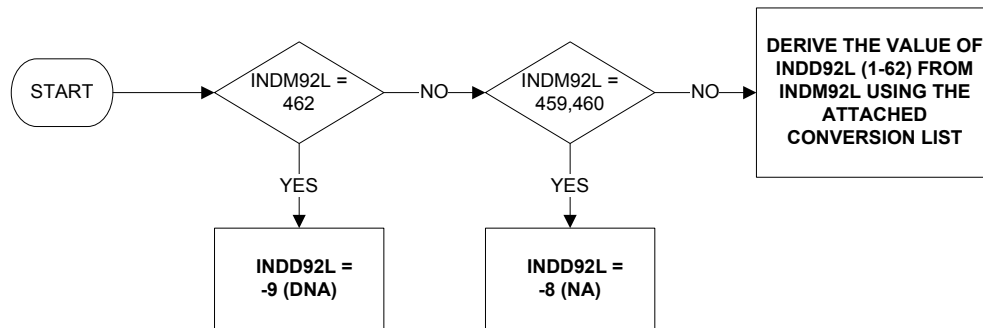 START
INDM92L =
462
NO
INDM92L =
459,460
NO
DERIVE THE VALUE OF
INDD92L (1-62) FROM
INDM92L USING THE
ATTACHED
CONVERSION LIST
YES
YES
INDD92L =
-9 (DNA)
INDD92L =
-8 (NA)